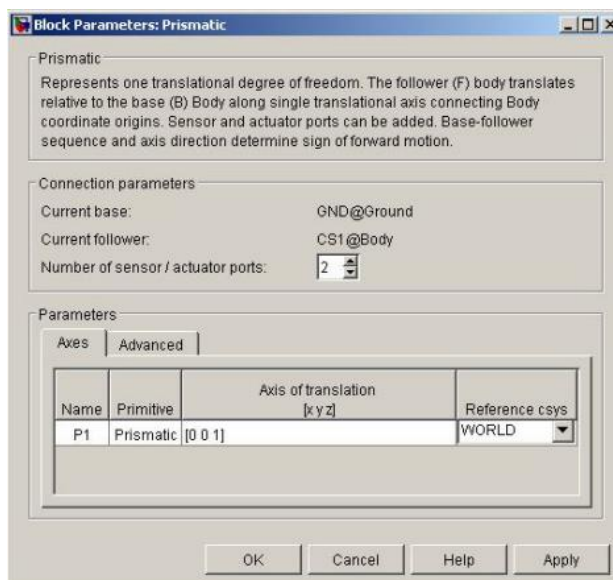 Block Parameters: Prismatic
Prismatic
Represents one translational degree of freedom. The follower (F) body translates
relative to the base (B) Body along single translational axis connecting Body
coordinate origins. Sensor and actuator ports can be added. Base-follower
sequence and axis direction determine sign of forward motion.
Connection parameters
Current base: GND@Ground
Current follower: CS1@Body
Number of sensor / actuator ports: 2
Parameters
Axes Advanced
Axis of translation
Name Primitive [x y z] Reference csys
P1 Prismatic [0 0 1] WORLD
OK Cancel Help Apply